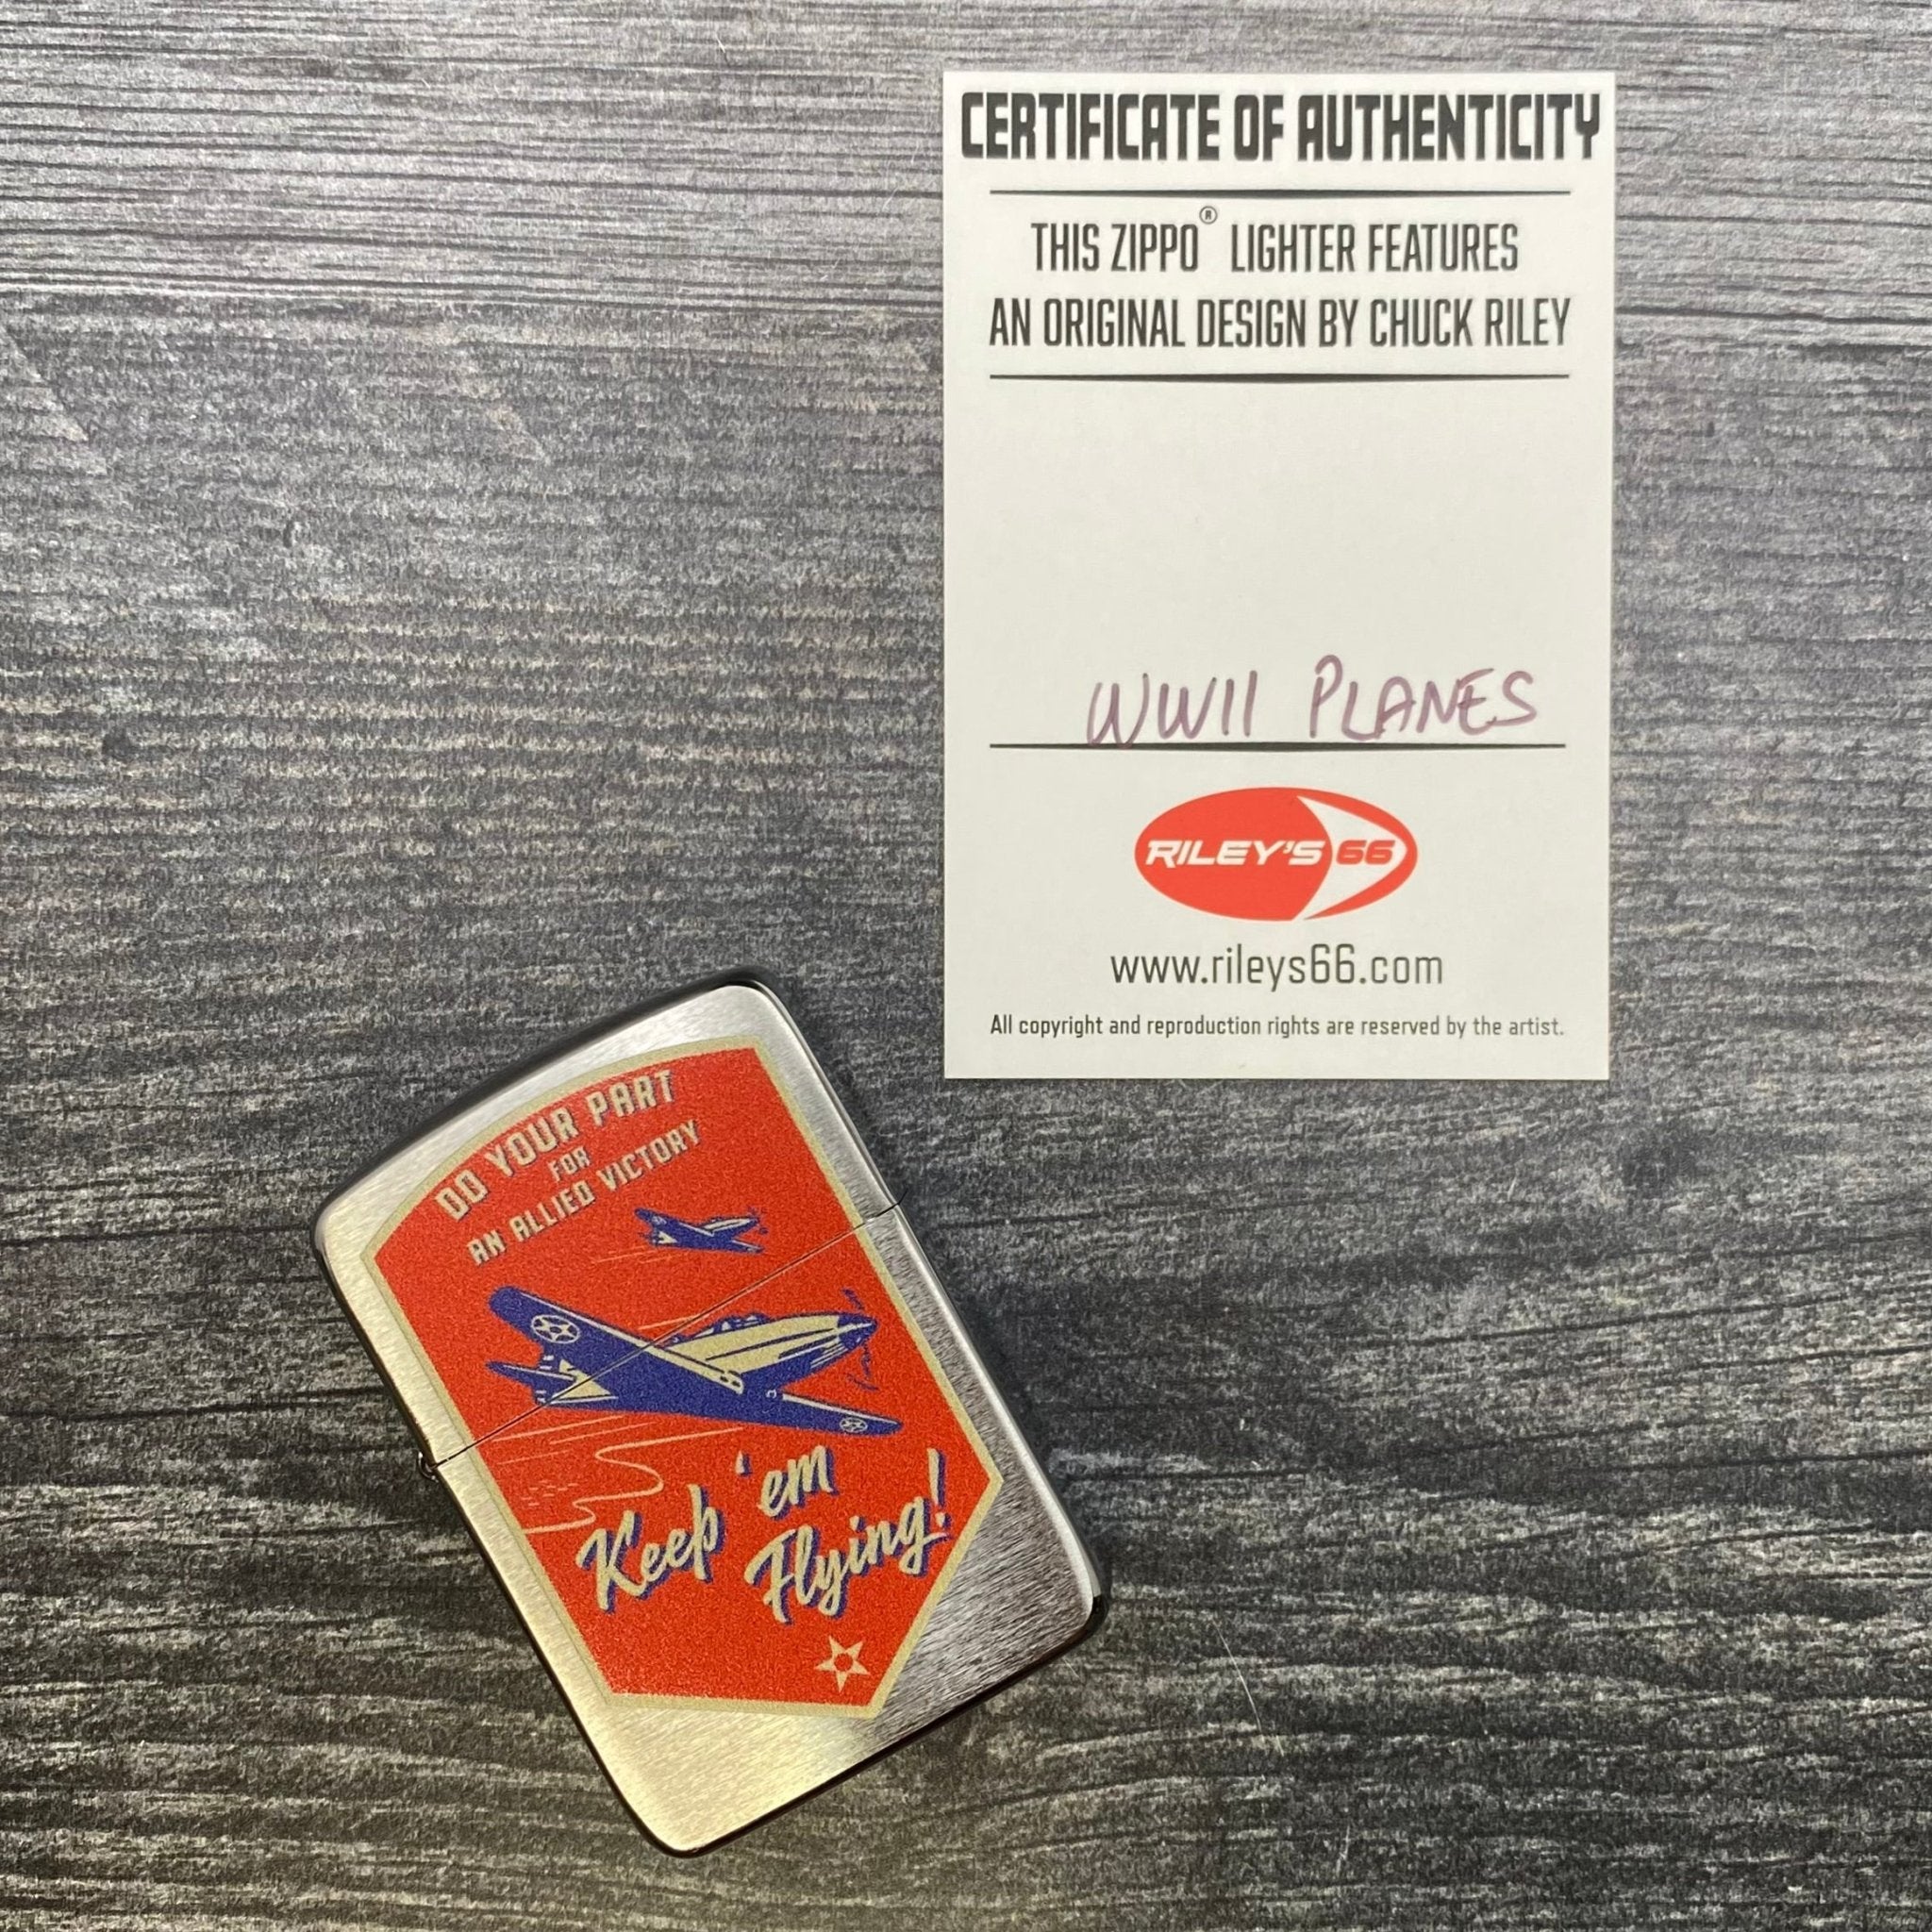 CERTIFICATE OF AUTHENTICITY
THIS ZIPPO® LIGHTER FEATURES
AN ORIGINAL DESIGN BY CHUCK RILEY
WWII PLANES
RILEY'S 66
www.rileys66.com
All copyright and reproduction rights are reserved by the artist.
DO YOUR PART
FOR
AN ALLIED VICTORY
Keep 'em
Flying!